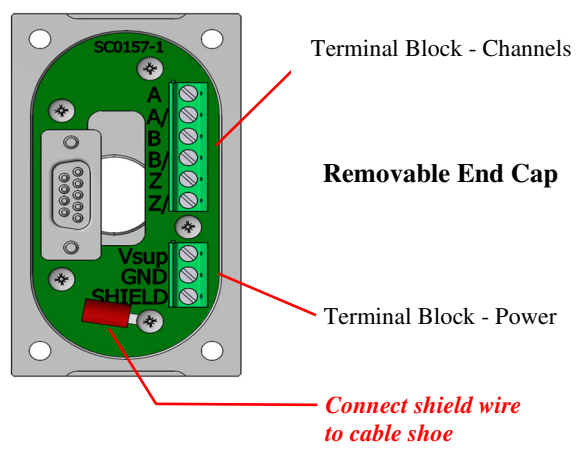 SC0157-1
Terminal Block - Channels
A
A/
B
B/
Z
Z/
Removable End Cap
Vsup
GND
SHIELD
Terminal Block - Power
Connect shield wire
to cable shoe